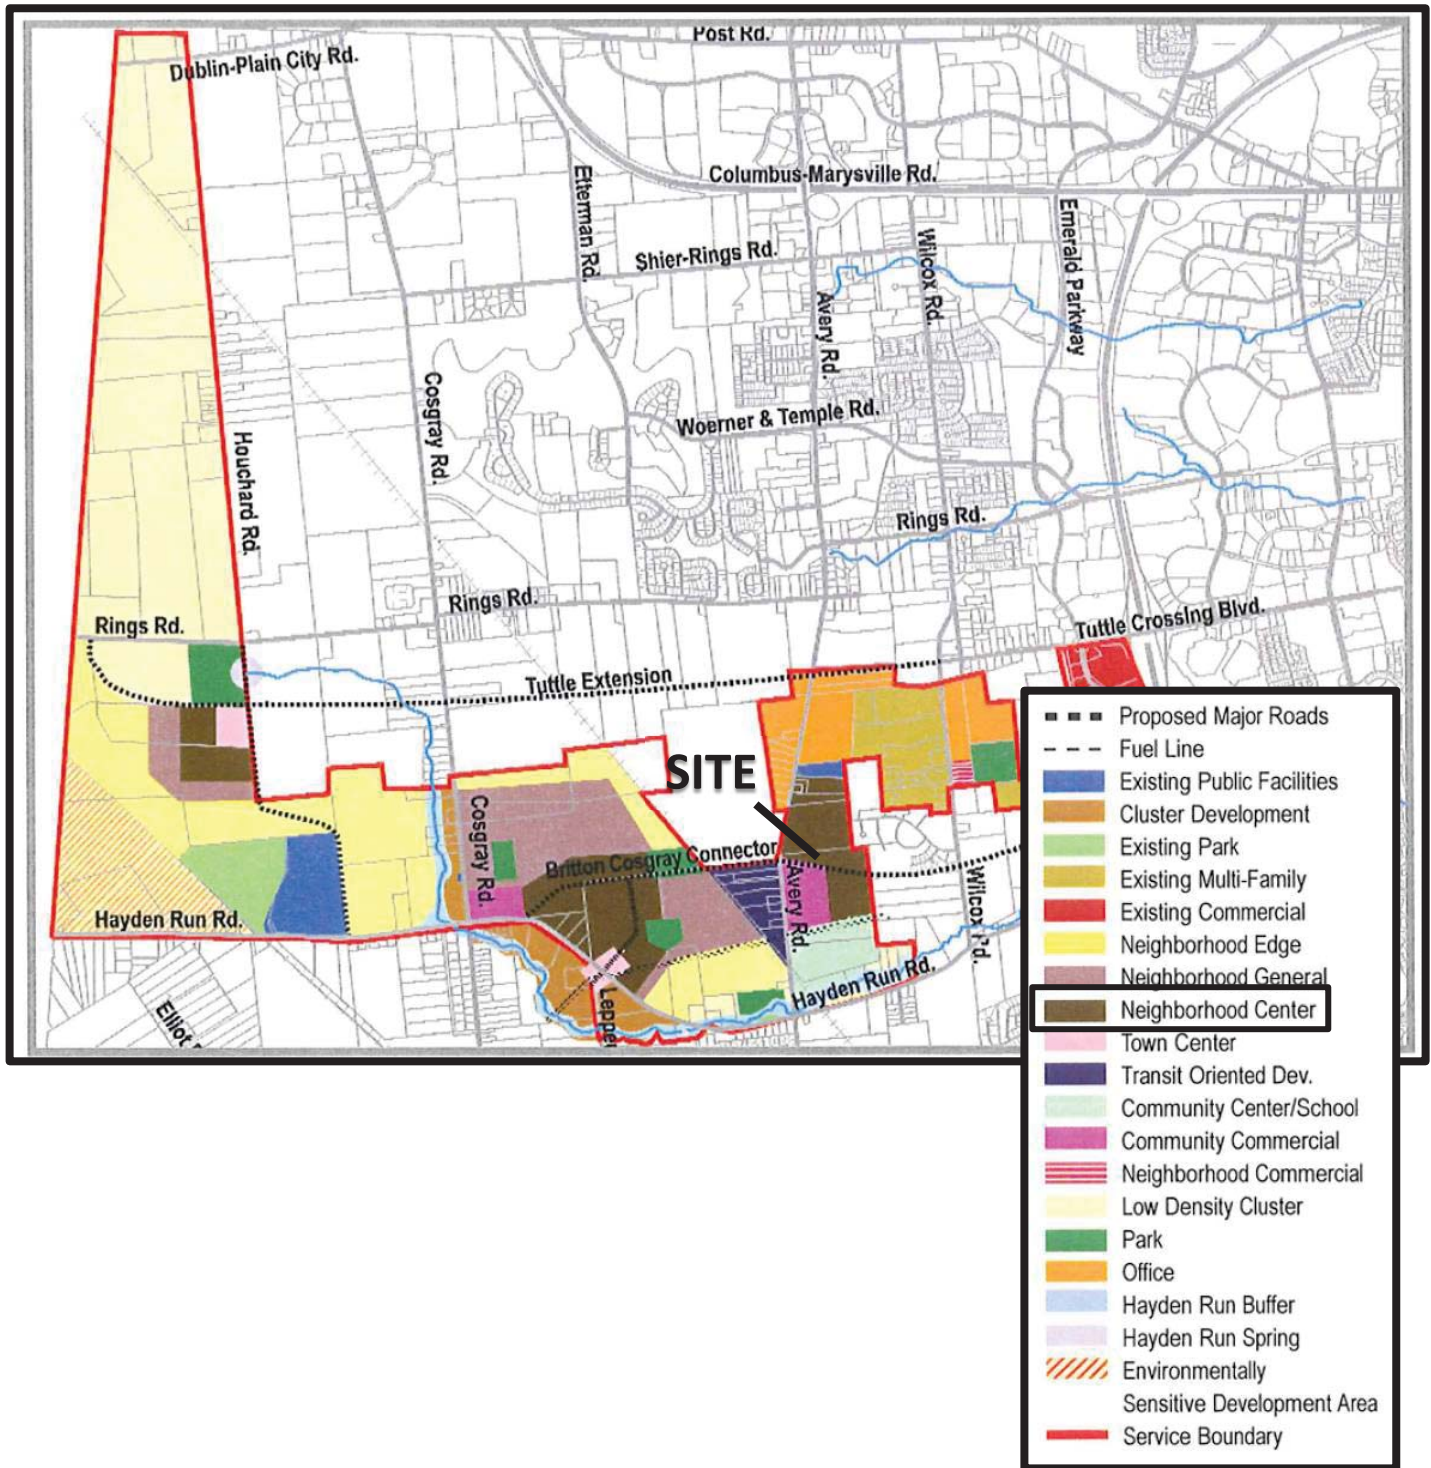 Post Rd.
Dublin-Plain City Rd.
Columbus-Marysville Rd.
Eiterman Rd.
Emerald Parkway
Wilcox Rd.
Shier-Rings Rd.
Avery Rd.
Cosgray Rd.
Woerner & Temple Rd.
Houchard Rd.
Rings Rd.
Rings Rd.
Rings Rd.
Tuttle Crossing Blvd.
Tuttle Extension
SITE
Cosgray Rd.
Britton Cosgray Connector
Avery Rd.
Wilcox Rd.
Hayden Run Rd.
Hayden Run Rd.
Elliot
Leppe
Proposed Major Roads
Fuel Line
Existing Public Facilities
Cluster Development
Existing Park
Existing Multi-Family
Existing Commercial
Neighborhood Edge
Neighborhood General
Neighborhood Center
Town Center
Transit Oriented Dev.
Community Center/School
Community Commercial
Neighborhood Commercial
Low Density Cluster
Park
Office
Hayden Run Buffer
Hayden Run Spring
Environmentally
Sensitive Development Area
Service Boundary